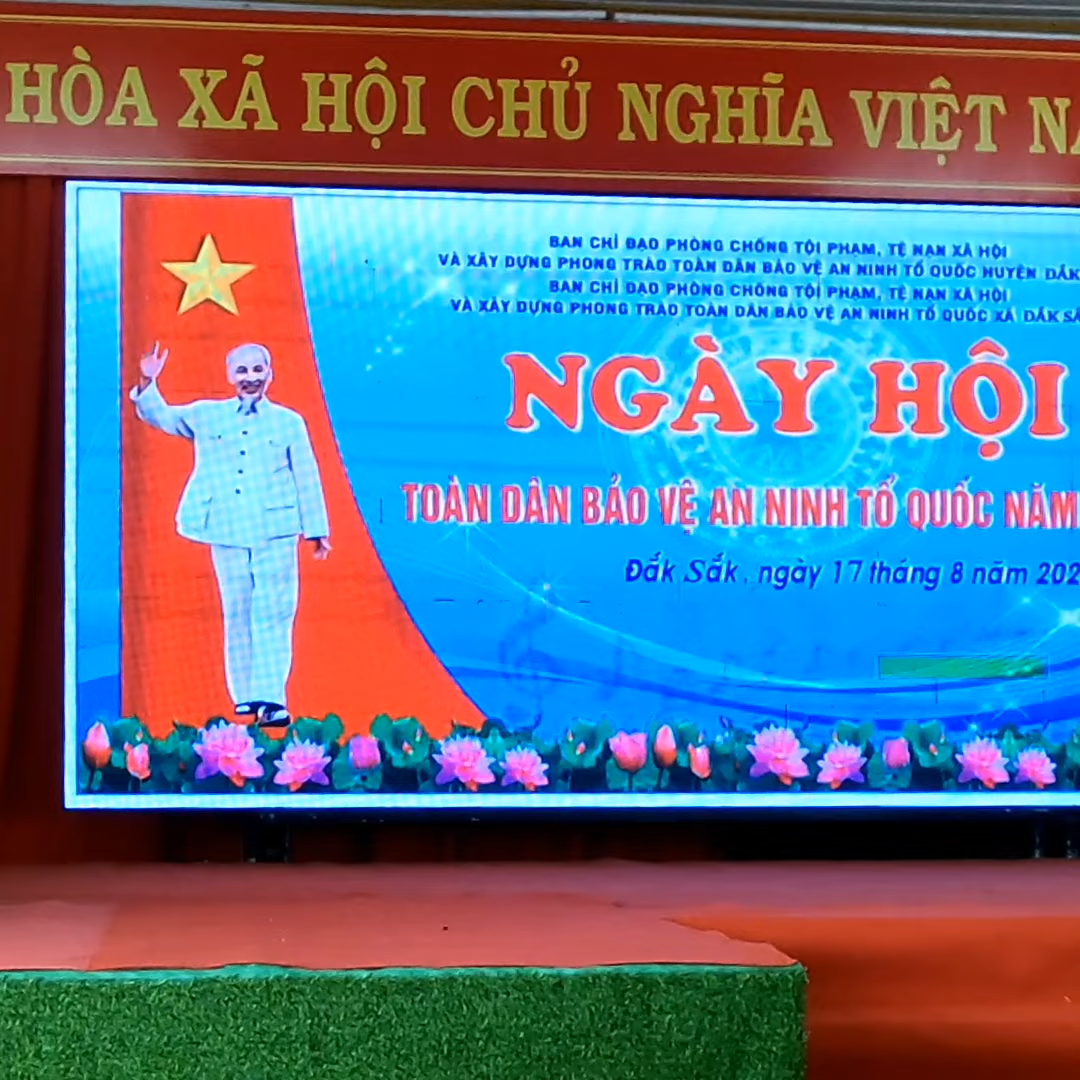 HÒA XÃ HỘI CHỦ NGHĨA VIỆT
BAN CHỈ ĐẠO PHÒNG CHỐNG TỘI PHẠM, TỆ NẠN XÃ HỘI
VÀ XÂY DỰNG PHONG TRÀO TOÀN DÂN BẢO VỆ AN NINH TỔ QUỐC HUYỆN ĐẮK
BAN CHỈ ĐẠO PHÒNG CHỐNG TỘI PHẠM, TỆ NẠN XÃ HỘI
VÀ XÂY DỰNG PHONG TRÀO TOÀN DÂN BẢO VỆ AN NINH TỔ QUỐC XÃ ĐẮK
NGÀY HỘI
TOÀN DÂN BẢO VỆ AN NINH TỔ QUỐC NĂM
Đắk Sắk, ngày 17 tháng 8 năm